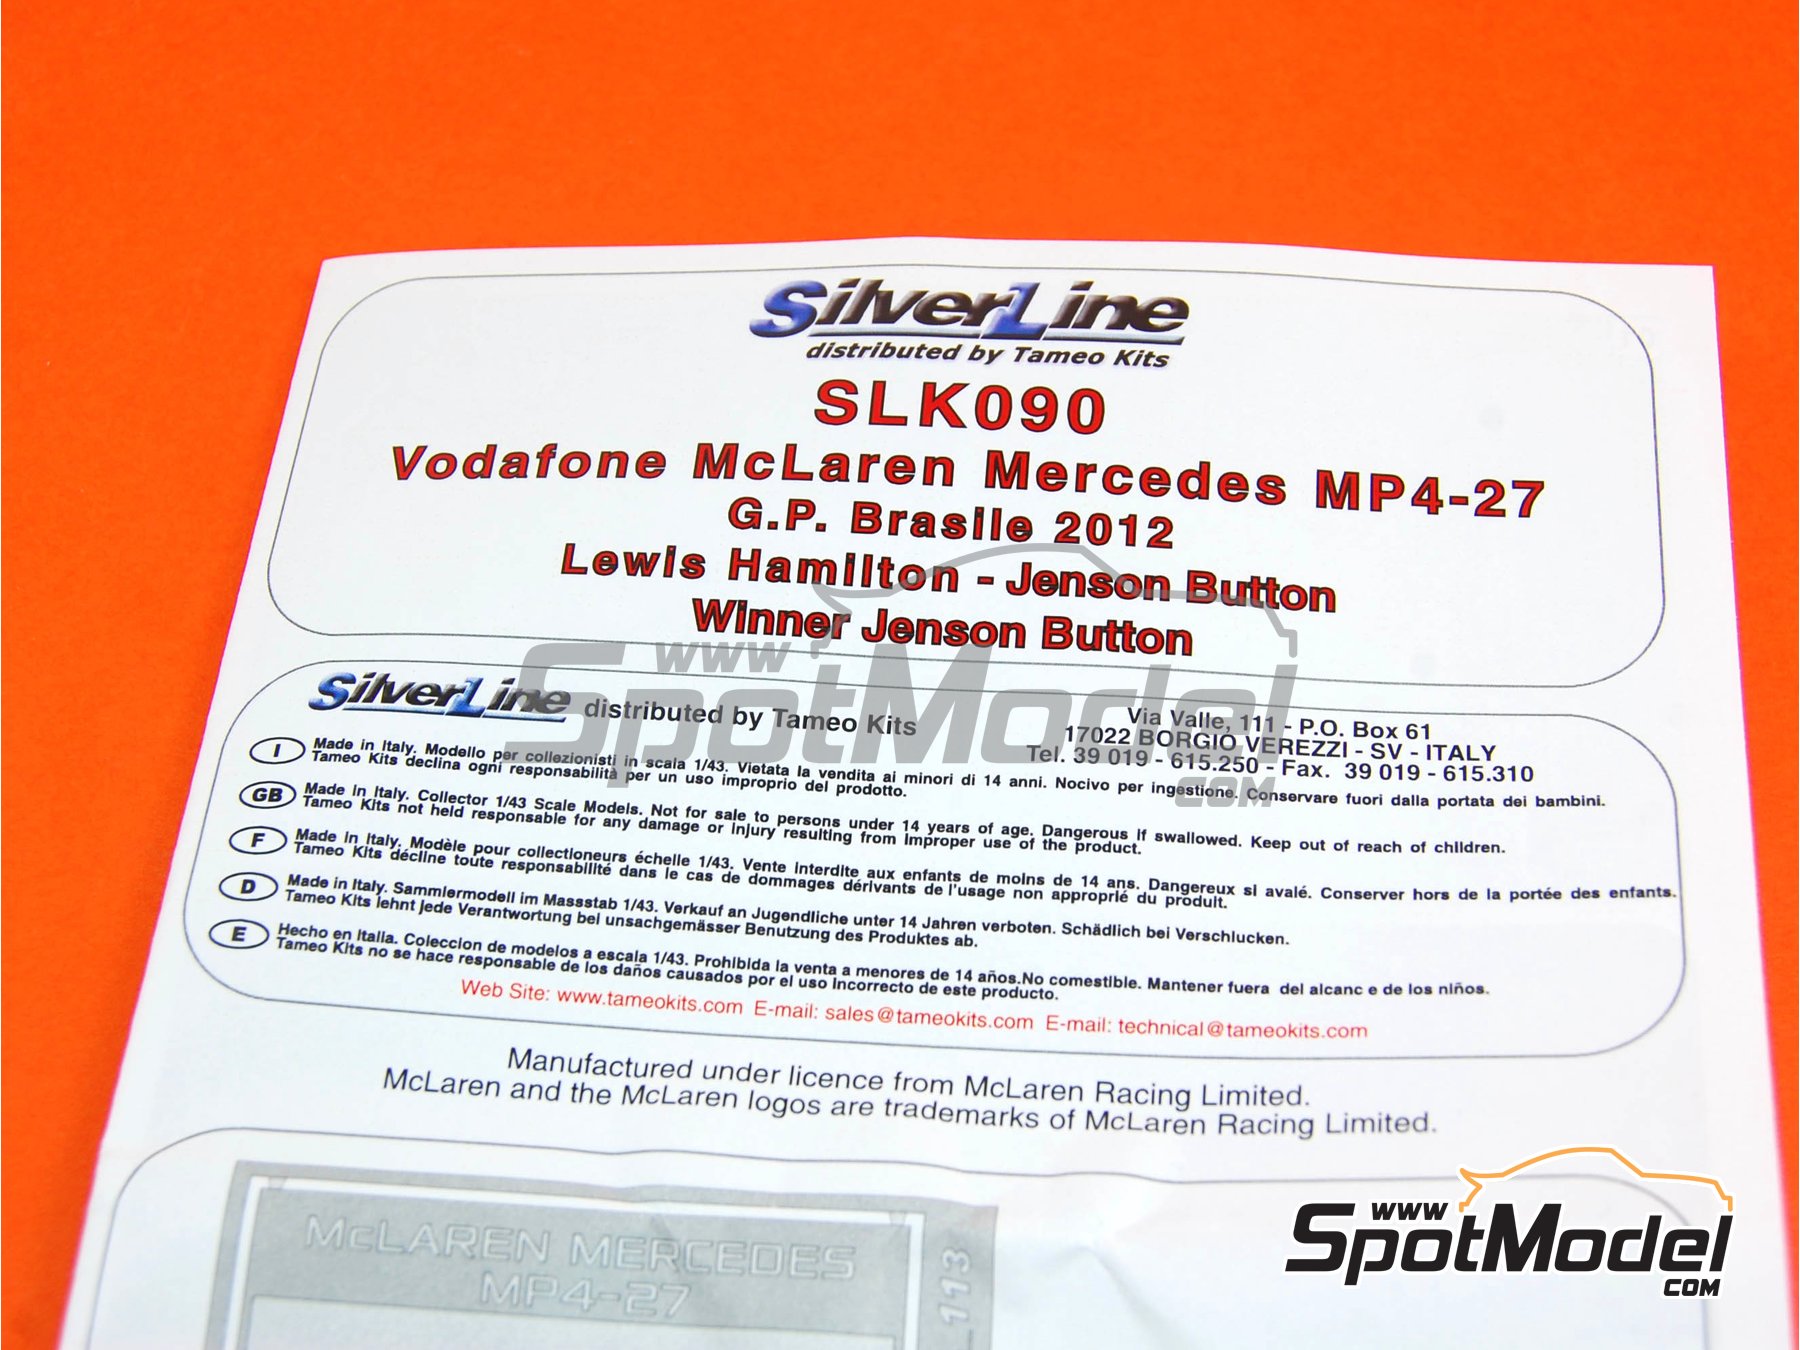 SilverLine
distributed by Tameo Kits
SLK090
Vodafone McLaren Mercedes MP4-27
G.P. Brasile 2012
Lewis Hamilton - Jenson Button
Winner Jenson Button
SilverLine distributed by Tameo Kits
Via Valle, 111 - P.O. Box 61
17022 BORGIO VEREZZI - SV - ITALY
Tel. 39 019 - 615.250 - Fax. 39 019 - 615.310
I Made in Italy. Modello per collezionisti in scala 1/43. Vietata la vendita ai minori di 14 anni. Nocivo per ingestione. Conservare fuori dalla portata dei bambini.
Tameo Kits declina ogni responsabilità per un uso improprio del prodotto.
GB Made in Italy. Collector 1/43 Scale Models. Not for sale to persons under 14 years of age. Dangerous if swallowed. Keep out of reach of children.
Tameo Kits not held responsable for any damage or injury resulting from improper use of the product.
F Made in Italy. Modèle pour collectioneurs échelle 1/43. Vente interdite aux enfants de moins de 14 ans. Dangereux si avalé. Conserver hors de la portée des enfants.
Tameo Kits décline toute responsabilité dans le cas de dommages dérivants de l'usage non approprié du produit.
D Made in Italy. Sammlermodell im Massstab 1/43. Verkauf an Jugendliche unter 14 Jahren verboten. Schädlich bei Verschlucken.
Tameo Kits lehnt jede Verantwortung bei unsachgemässer Benutzung des Produktes ab.
E Hecho en Italia. Coleccion de modelos a escala 1/43. Prohibida la venta a menores de 14 años.No comestible. Mantener fuera del alcanc e de los niños.
Tameo Kits no se hace responsable de los daños causados por el uso incorrecto de este producto.
Web Site: www.tameokits.com E-mail: sales@tameokits.com E-mail: technical@tameokits.com
Manufactured under licence from McLaren Racing Limited.
McLaren and the McLaren logos are trademarks of McLaren Racing Limited.
McLAREN MERCEDES
MP4-27
_113
www
SpotModel
.COM
www
SpotModel
.COM